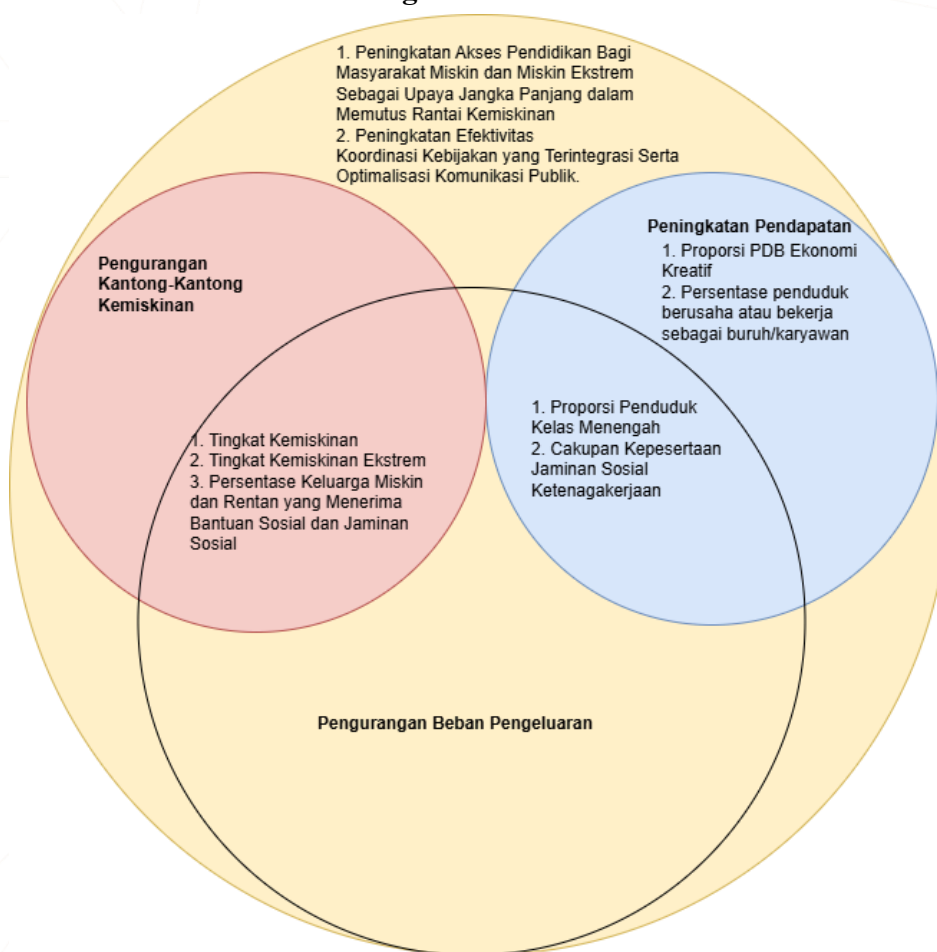 1. Peningkatan Akses Pendidikan Bagi
Masyarakat Miskin dan Miskin Ekstrem
Sebagai Upaya Jangka Panjang dalam
Memutus Rantai Kemiskinan
2. Peningkatan Efektivitas
Koordinasi Kebijakan yang Terintegrasi Serta
Optimalisasi Komunikasi Publik.
Pengurangan
Kantong-Kantong
Kemiskinan
Peningkatan Pendapatan
1. Proporsi PDB Ekonomi
Kreatif
2. Persentase penduduk
berusaha atau bekerja
sebagai buruh/karyawan
1. Tingkat Kemiskinan
2. Tingkat Kemiskinan Ekstrem
3. Persentase Keluarga Miskin
dan Rentan yang Menerima
Bantuan Sosial dan Jaminan
Sosial
1. Proporsi Penduduk
Kelas Menengah
2. Cakupan Kepesertaan
Jaminan Sosial
Ketenagakerjaan
Pengurangan Beban Pengeluaran